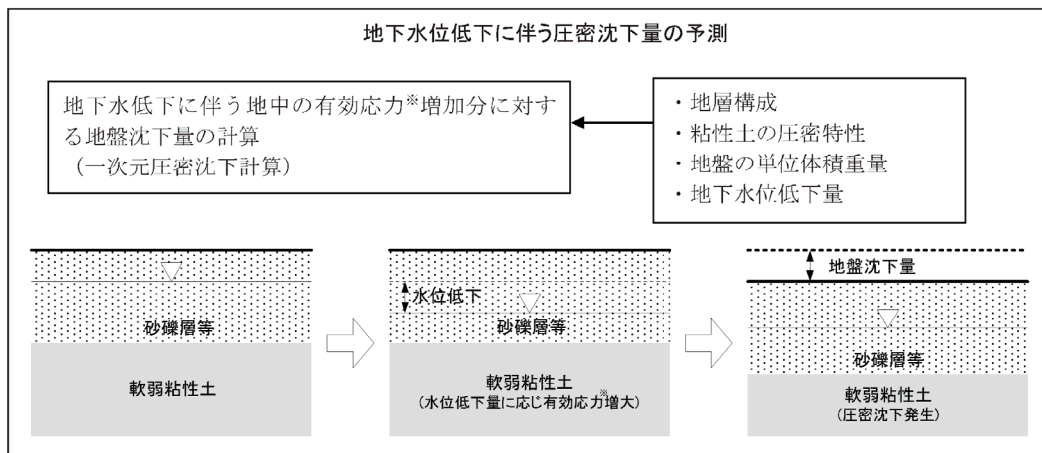 地下水位低下に伴う圧密沈下量の予測
地下水低下に伴う地中の有効応力※増加分に対す
る地盤沈下量の計算
（一次元圧密沈下計算）
・地層構成
・粘性土の圧密特性
・地盤の単位体積重量
・地下水位低下量
砂礫層等
軟弱粘性土
水位低下
砂礫層等
軟弱粘性土
(水位低下量に応じ有効応力※増大)
地盤沈下量
砂礫層等
軟弱粘性土
(圧密沈下発生)